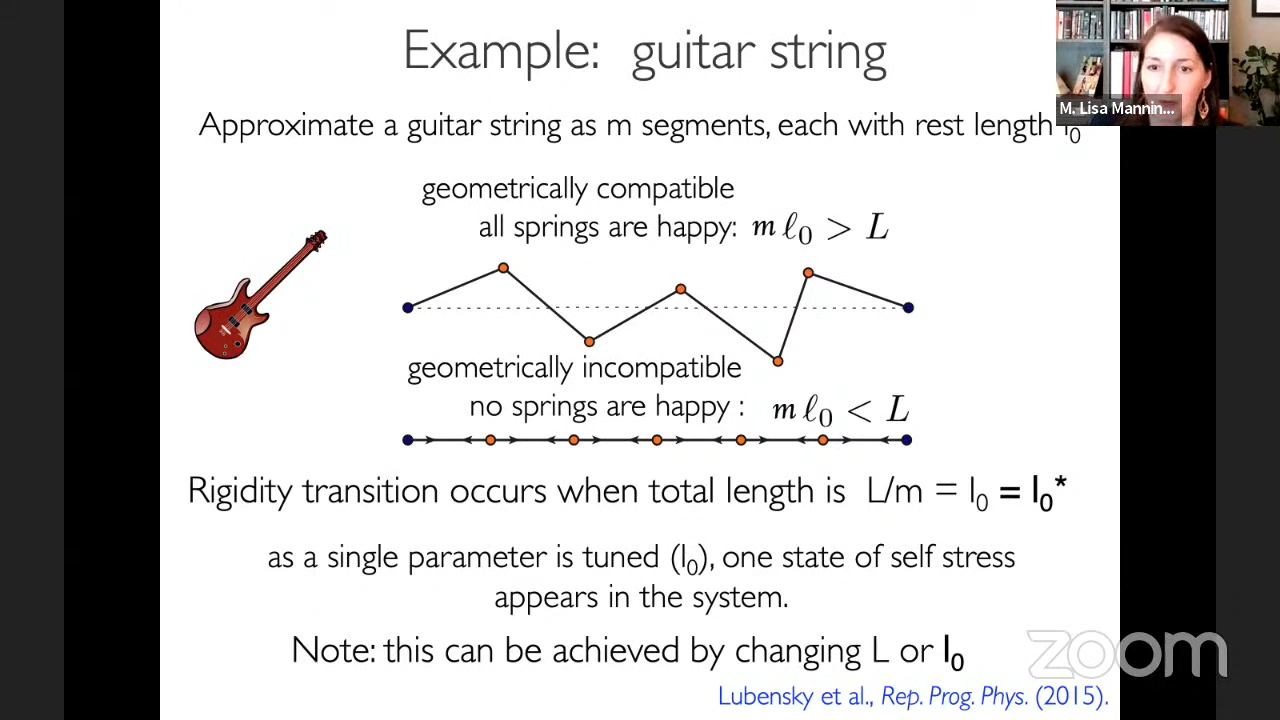 Example: guitar string
M. Lisa Mannin...
Approximate a guitar string as m segments, each with rest length l₀
geometrically compatible
all springs are happy: m ℓ₀ > L
geometrically incompatible
no springs are happy : m ℓ₀ < L
Rigidity transition occurs when total length is L/m = l₀ = l₀*
as a single parameter is tuned (l₀), one state of self stress
appears in the system.
Note: this can be achieved by changing L or l₀
zoom
Lubensky et al., Rep. Prog. Phys. (2015).